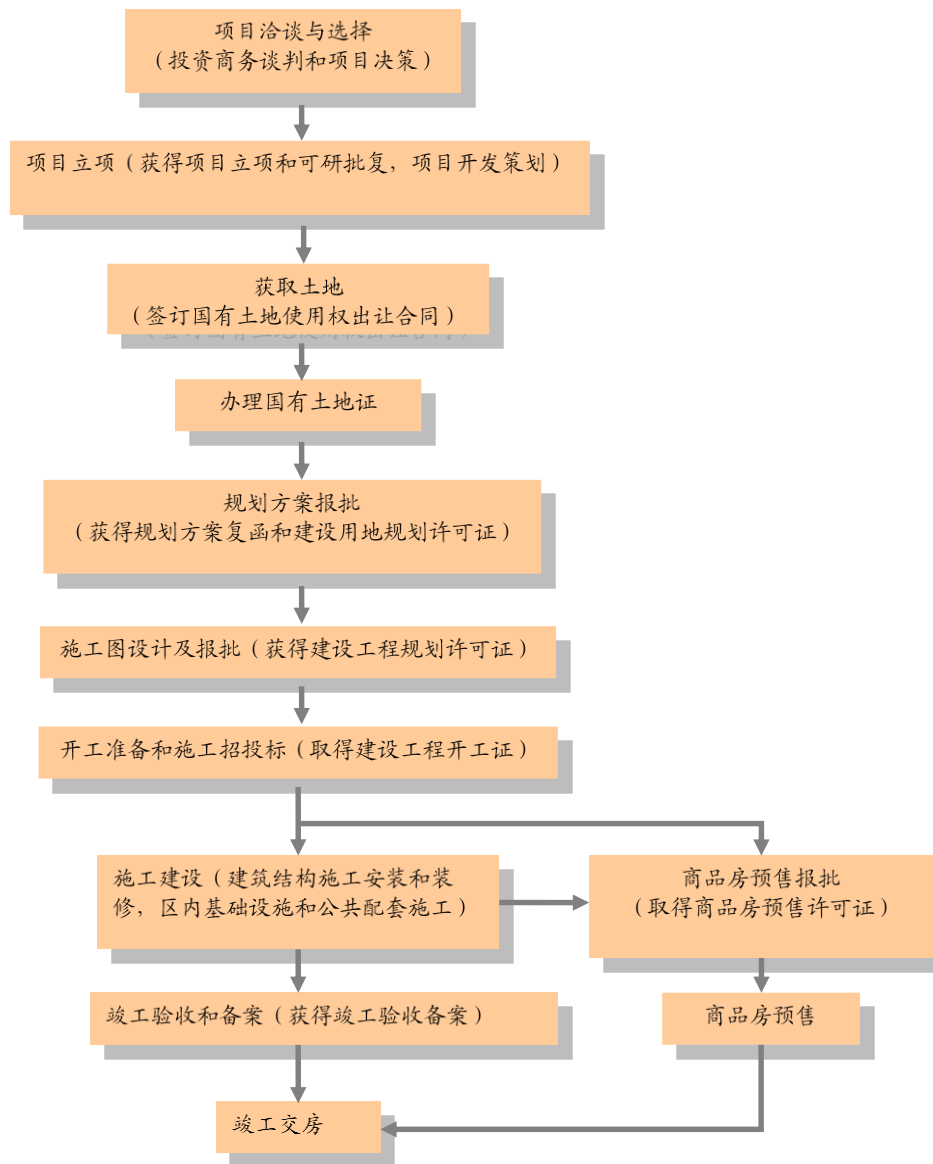 项目洽谈与选择
（投资商务谈判和项目决策）
项目立项（获得项目立项和可研批复，项目开发策划）
获取土地
（签订国有土地使用权出让合同）
办理国有土地证
规划方案报批
（获得规划方案复函和建设用地规划许可证）
施工图设计及报批（获得建设工程规划许可证）
开工准备和施工招投标（取得建设工程开工证）
施工建设（建筑结构施工安装和装
修，区内基础设施和公共配套施工）
商品房预售报批
（取得商品房预售许可证）
竣工验收和备案（获得竣工验收备案）
商品房预售
竣工交房